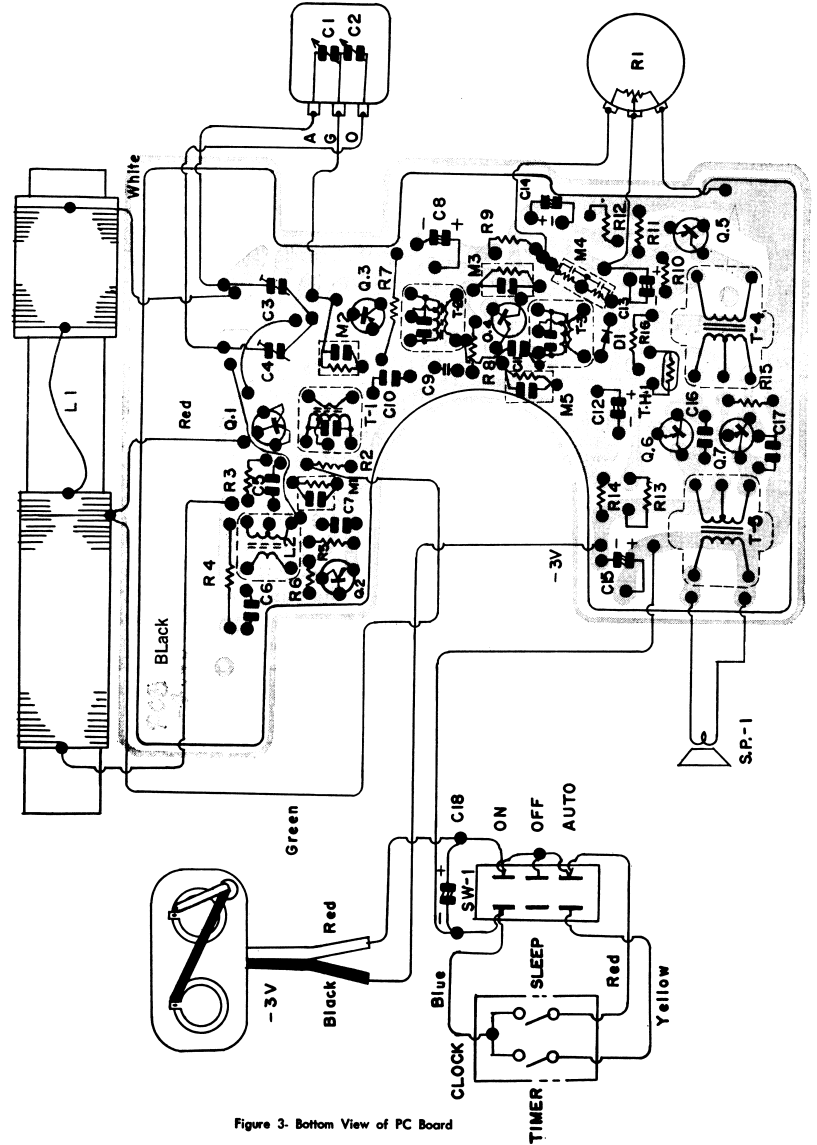 C1
C2
A
G
O
R1
White
C14
C8
R9
R12
R11
Q.5
M4
M3
R10
Q.3
R7
C3
M2
C13
T-3
T-4
Q.4
R16
D1
C4
L1
T-1
C10
C9
R8
M5
TH1
R15
C12
C16
C17
Red
Q.1
R2
Q.6
Q.7
R3
C5
M1
R14
R13
C7
L2
R5
-3V
C15
T-5
R4
C6
R6
Q2
BLack
S.P.-1
Green
C18
ON
OFF
AUTO
SW-1
Red
-3V
Black
Blue
SLEEP
Red
Yellow
CLOCK
TIMER
Figure 3- Bottom View of PC Board